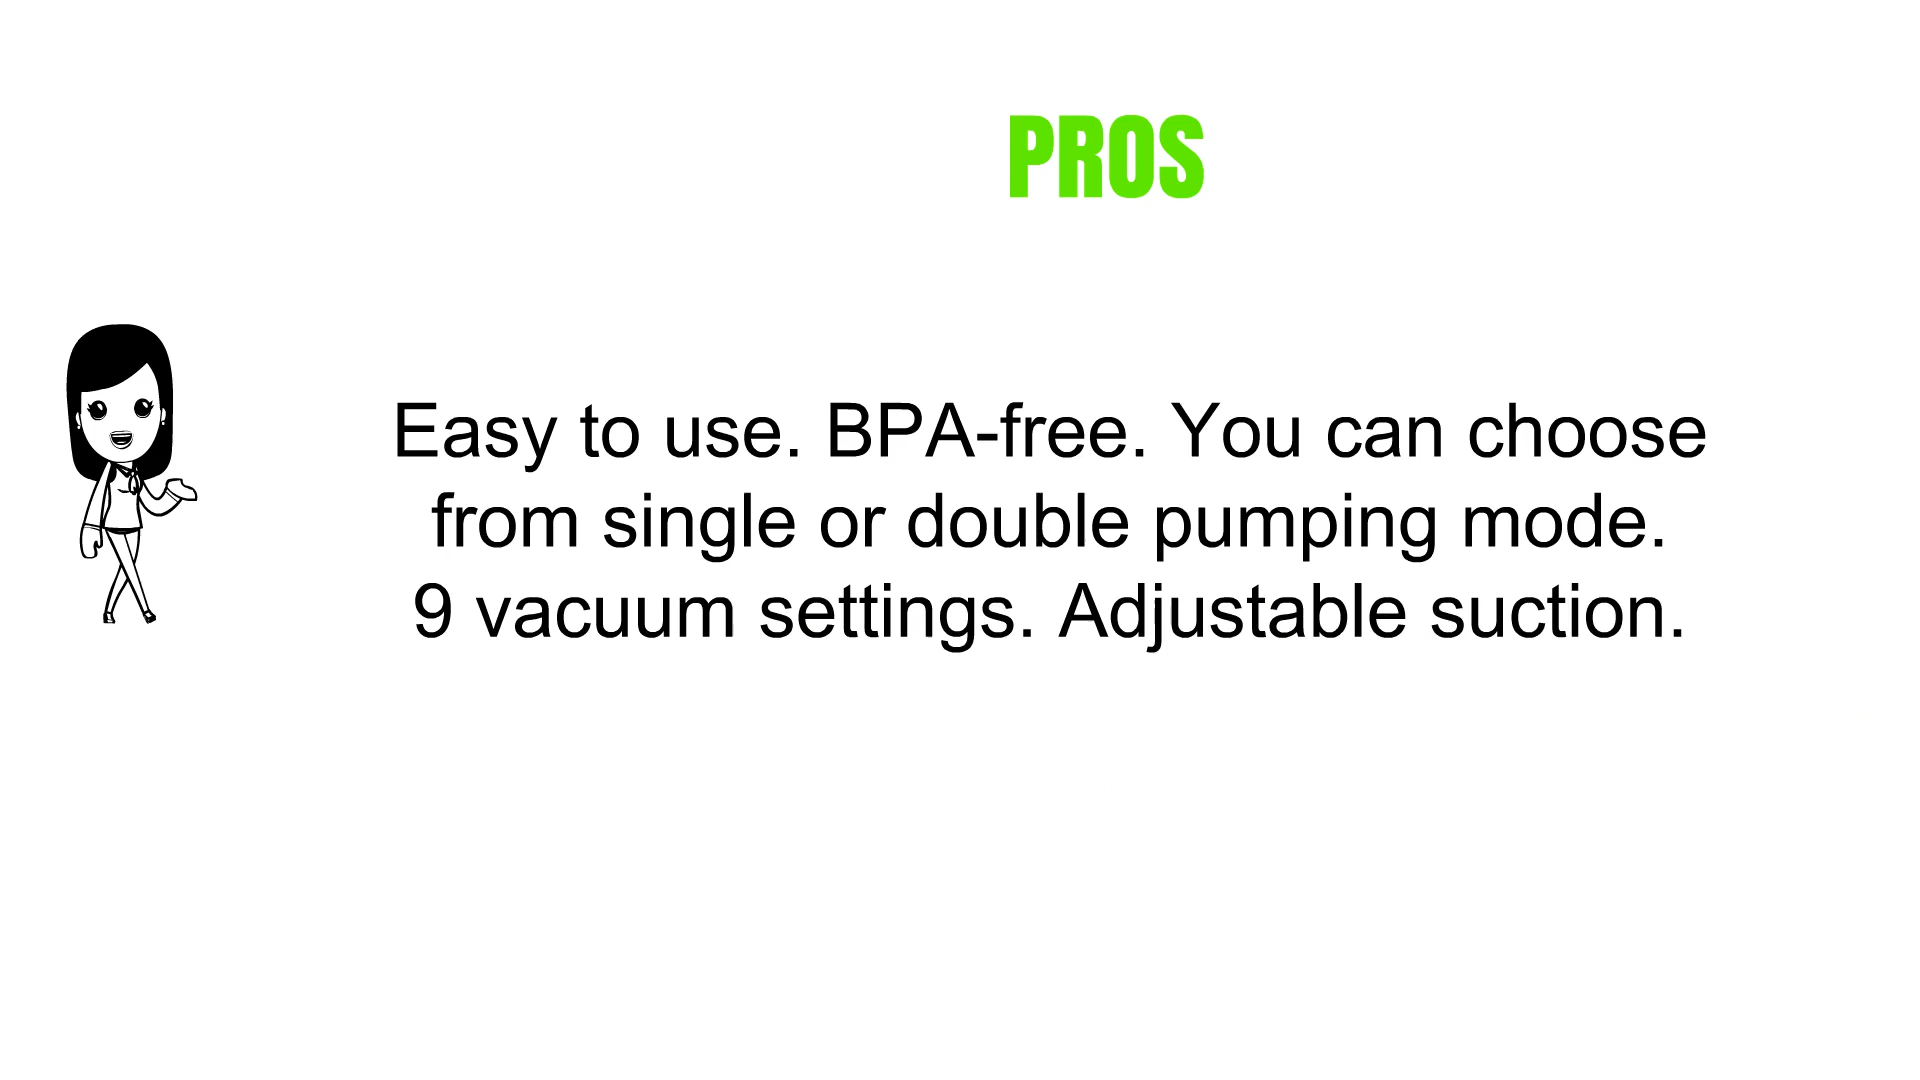 PROS
Easy to use. BPA-free. You can choose
from single or double pumping mode.
9 vacuum settings. Adjustable suction.